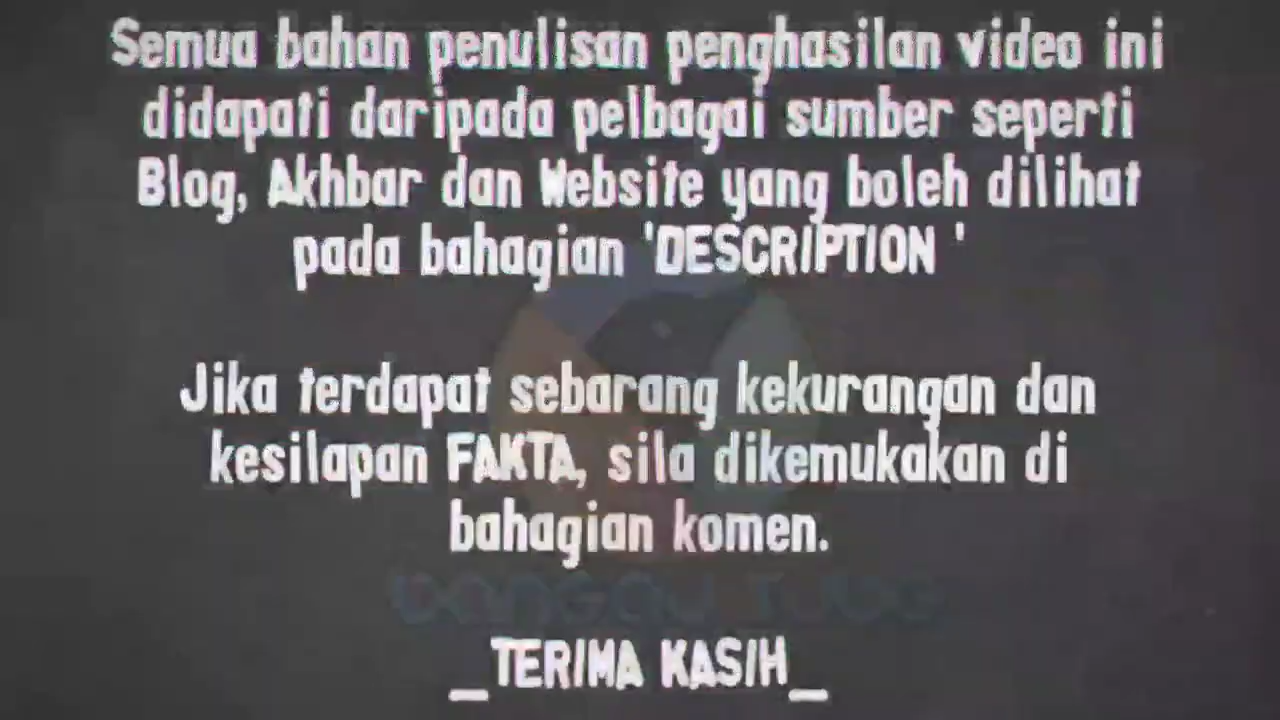 Semua bahan penulisan penghasilan video ini
didapati daripada pelbagai sumber seperti
Blog, Akhbar dan Website yang boleh dilihat
pada bahagian 'DESCRIPTION '
Jika terdapat sebarang kekurangan dan
kesilapan FAKTA, sila dikemukakan di
bahagian komen.
_TERIMA KASIH_